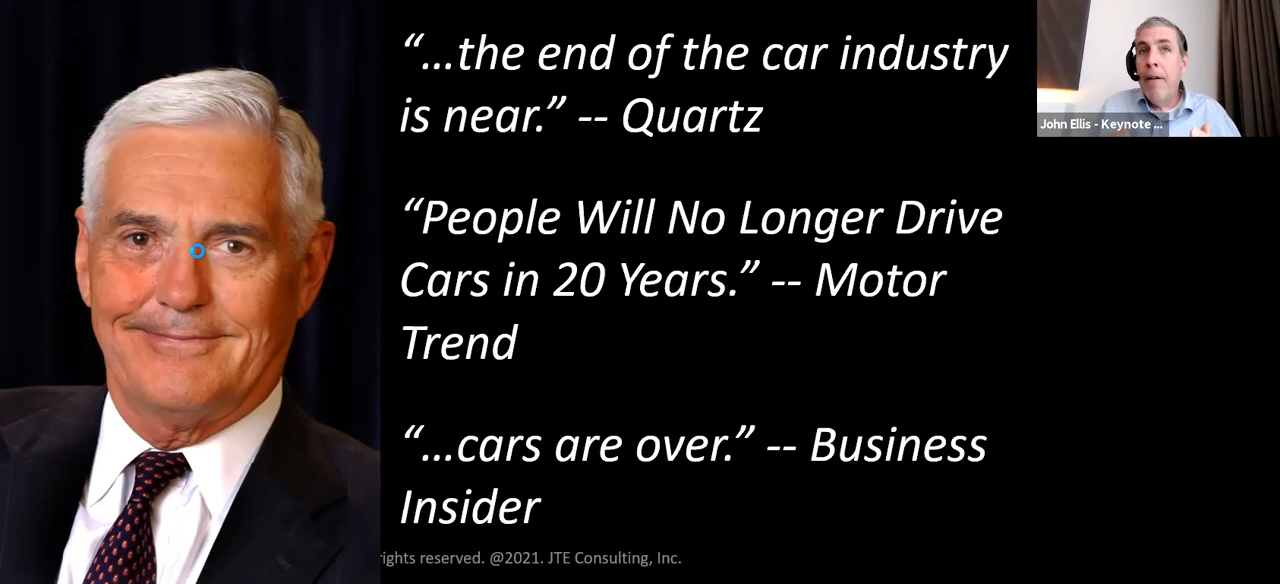 “…the end of the car industry
is near.” -- Quartz
“People Will No Longer Drive
Cars in 20 Years.” -- Motor
Trend
“…cars are over.” -- Business
Insider
rights reserved. @2021. JTE Consulting, Inc.
John Ellis - Keynote ...